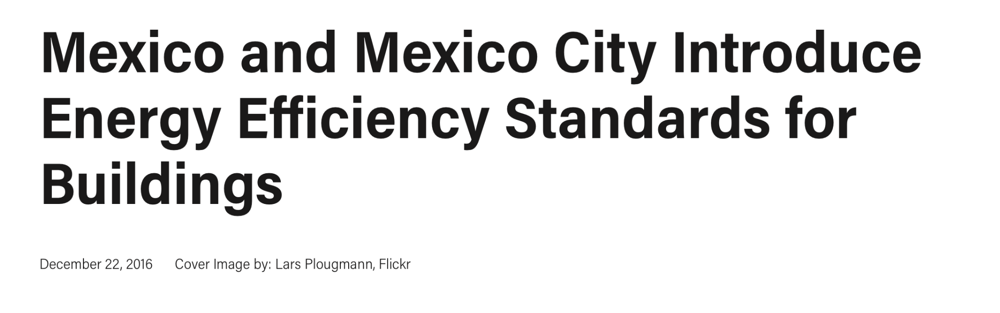 Mexico and Mexico City Introduce
Energy Efficiency Standards for
Buildings
December 22, 2016 Cover Image by: Lars Plougmann, Flickr